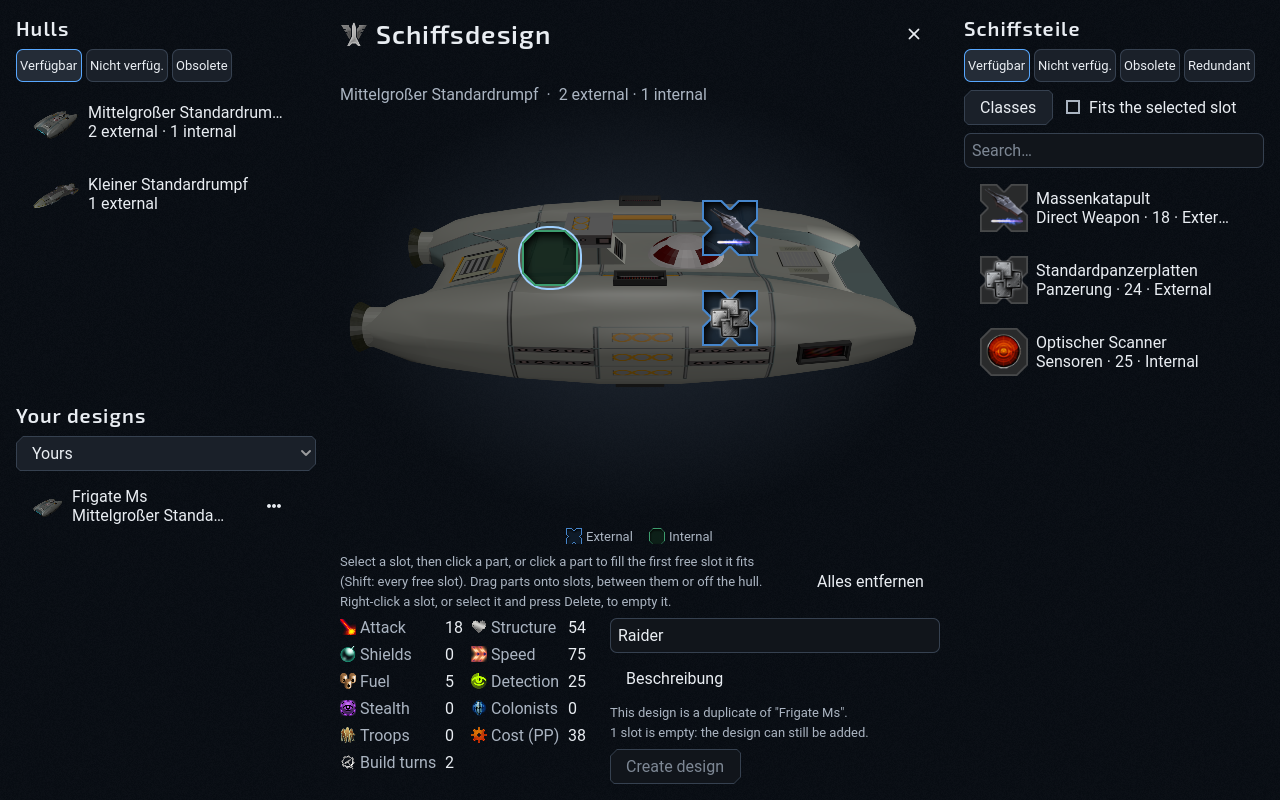 Hulls
Verfügbar
Nicht verfüg.
Obsolete
Mittelgroßer Standardrum…
2 external · 1 internal
Kleiner Standardrumpf
1 external
Your designs
Yours
Frigate Ms
Mittelgroßer Standa…
Schiffsdesign
Mittelgroßer Standardrumpf · 2 external · 1 internal
External
Internal
Select a slot, then click a part, or click a part to fill the first free slot it fits
(Shift: every free slot). Drag parts onto slots, between them or off the hull.
Right-click a slot, or select it and press Delete, to empty it.
Alles entfernen
Attack 18 Structure 54
Shields 0 Speed 75
Fuel 5 Detection 25
Stealth 0 Colonists 0
Troops 0 Cost (PP) 38
Build turns 2
Raider
Beschreibung
This design is a duplicate of "Frigate Ms".
1 slot is empty: the design can still be added.
Create design
Schiffsteile
Verfügbar
Nicht verfüg.
Obsolete
Redundant
Classes
Fits the selected slot
Search…
Massenkatapult
Direct Weapon · 18 · Exter…
Standardpanzerplatten
Panzerung · 24 · External
Optischer Scanner
Sensoren · 25 · Internal